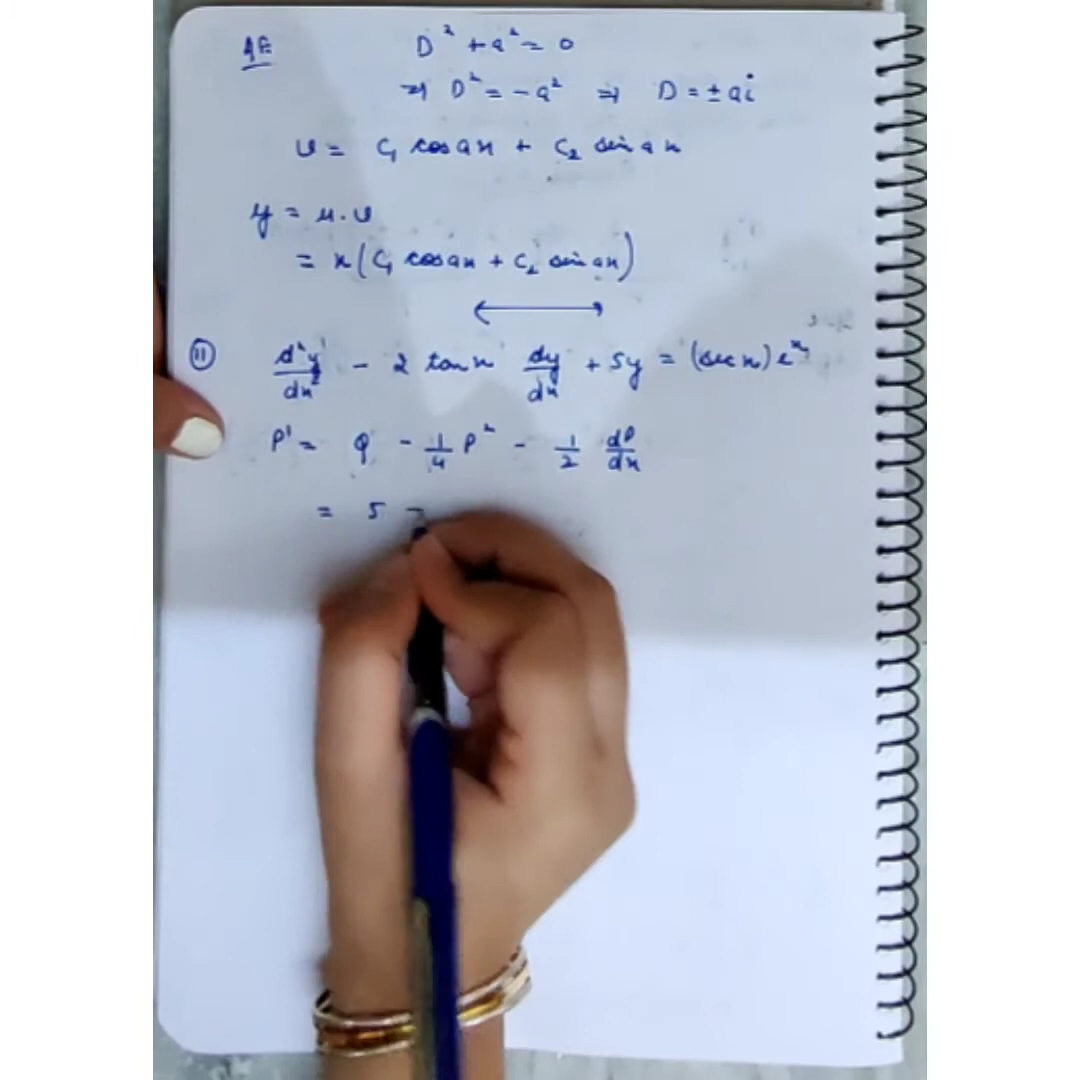 AE D² + a² = 0
⇒ D² = -a² ⇒ D = ± ai
v = C₁ cos ax + C₂ sin ax
y = u.v
= x(C₁ cos ax + C₂ sin ax)
⑪ d²y/dx² - 2 tan x dy/dx + 5y = (sec x) eˣ
P' = Q - 1/4 P² - 1/2 dP/dx
= 5 -